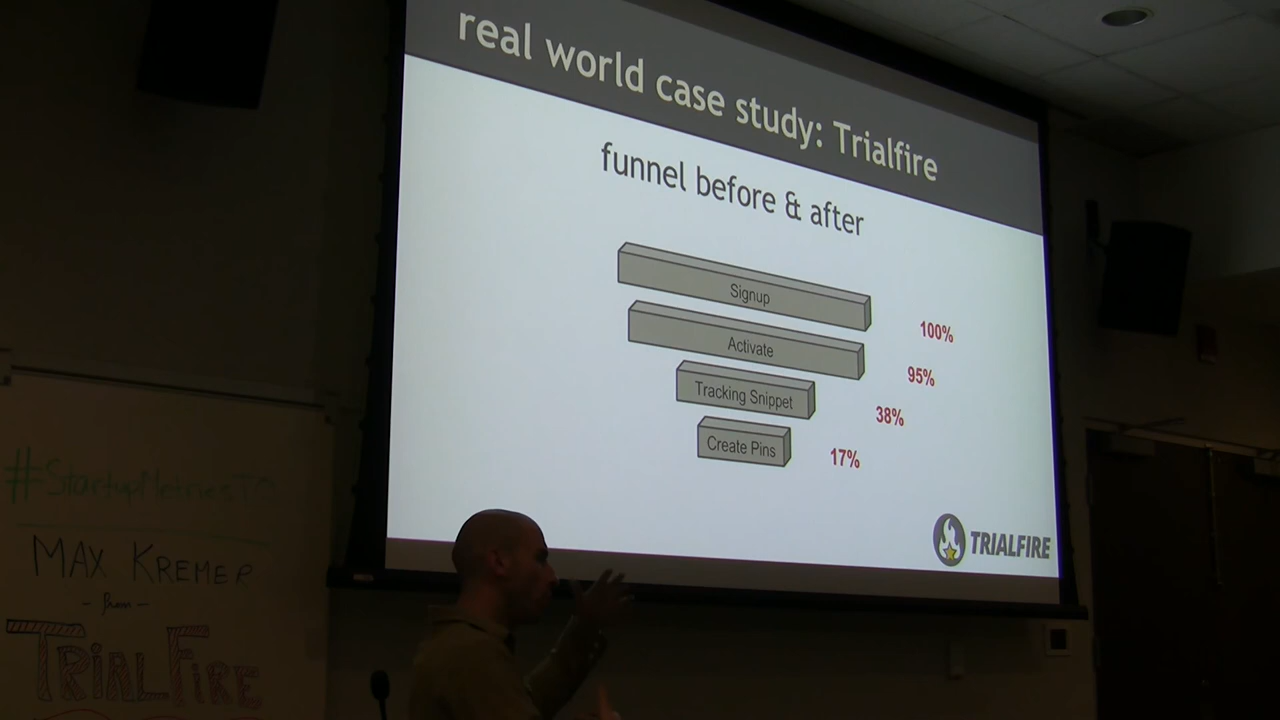 real world case study: Trialfire
funnel before & after
Signup
100%
Activate
95%
Tracking Snippet
38%
Create Pins
17%
TRIALFIRE
#StartupMetricsTO
MAX KREMER
- from -
TRIALFIRE